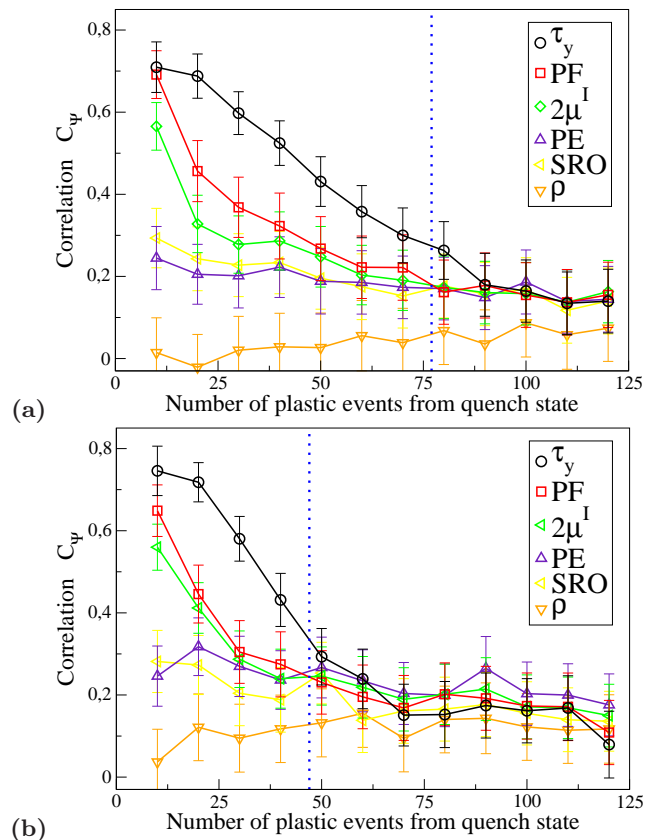 0,8
0,6
0,4
0,2
0
Correlation C_Ψ
τ_y
PF
2μ^I
PE
SRO
ρ
0 25 50 75 100 125
Number of plastic events from quench state
(a)
0,8
0,6
0,4
0,2
0
Correlation C_Ψ
τ_y
PF
2μ^I
PE
SRO
ρ
0 25 50 75 100 125
Number of plastic events from quench state
(b)